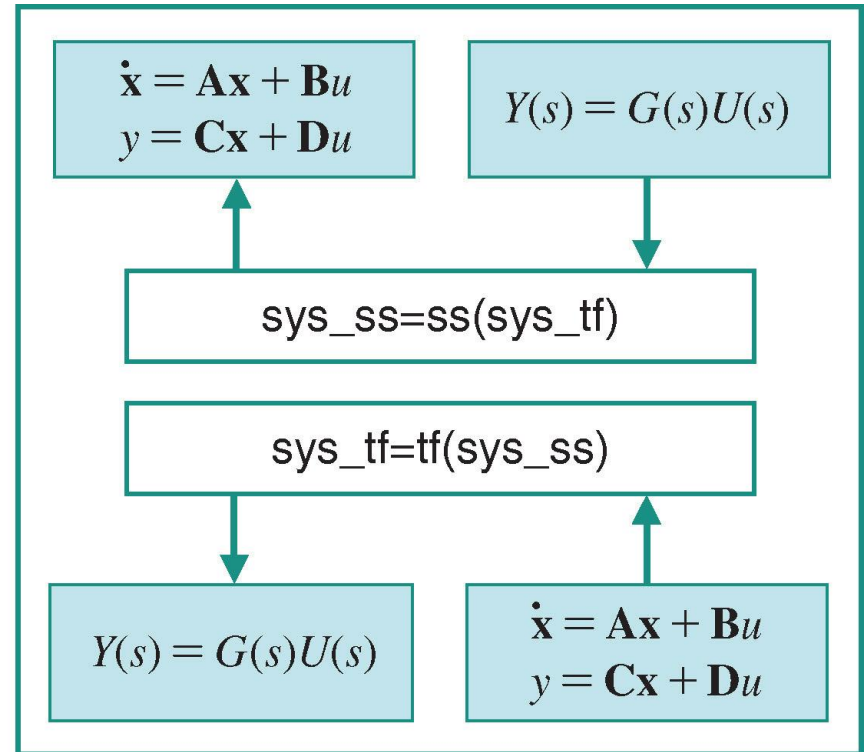 ẋ = Ax + Bu
y = Cx + Du
Y(s) = G(s)U(s)
sys_ss=ss(sys_tf)
sys_tf=tf(sys_ss)
Y(s) = G(s)U(s)
ẋ = Ax + Bu
y = Cx + Du